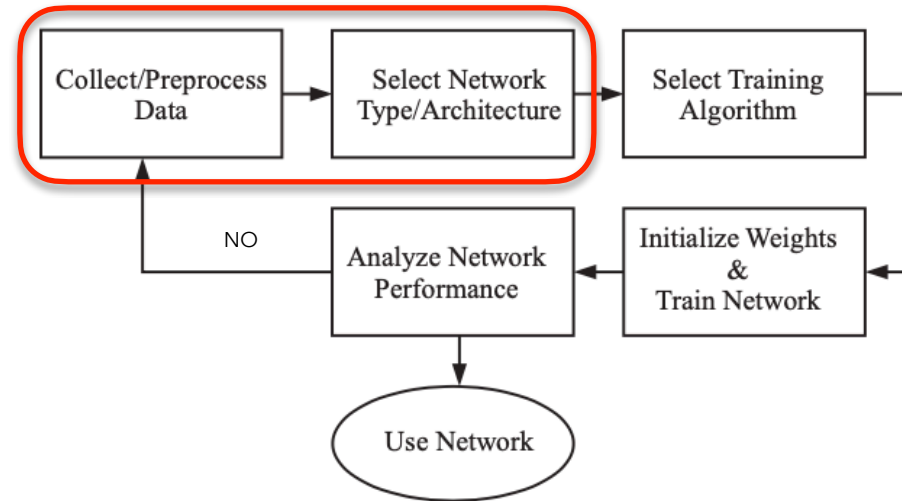 Collect/Preprocess
Data
Select Network
Type/Architecture
Select Training
Algorithm
NO
Analyze Network
Performance
Initialize Weights
&
Train Network
Use Network